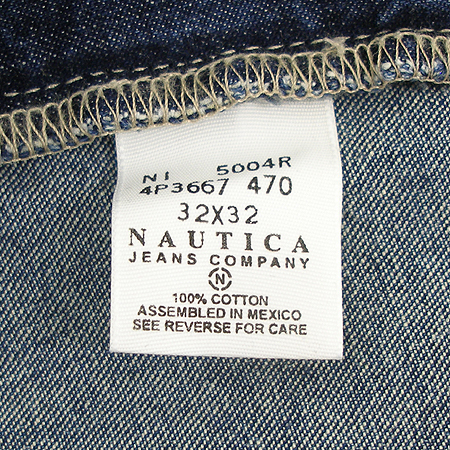 NI 5004R
4P3667 470
32X32
NAUTICA
JEANS COMPANY
N
100% COTTON
ASSEMBLED IN MEXICO
SEE REVERSE FOR CARE